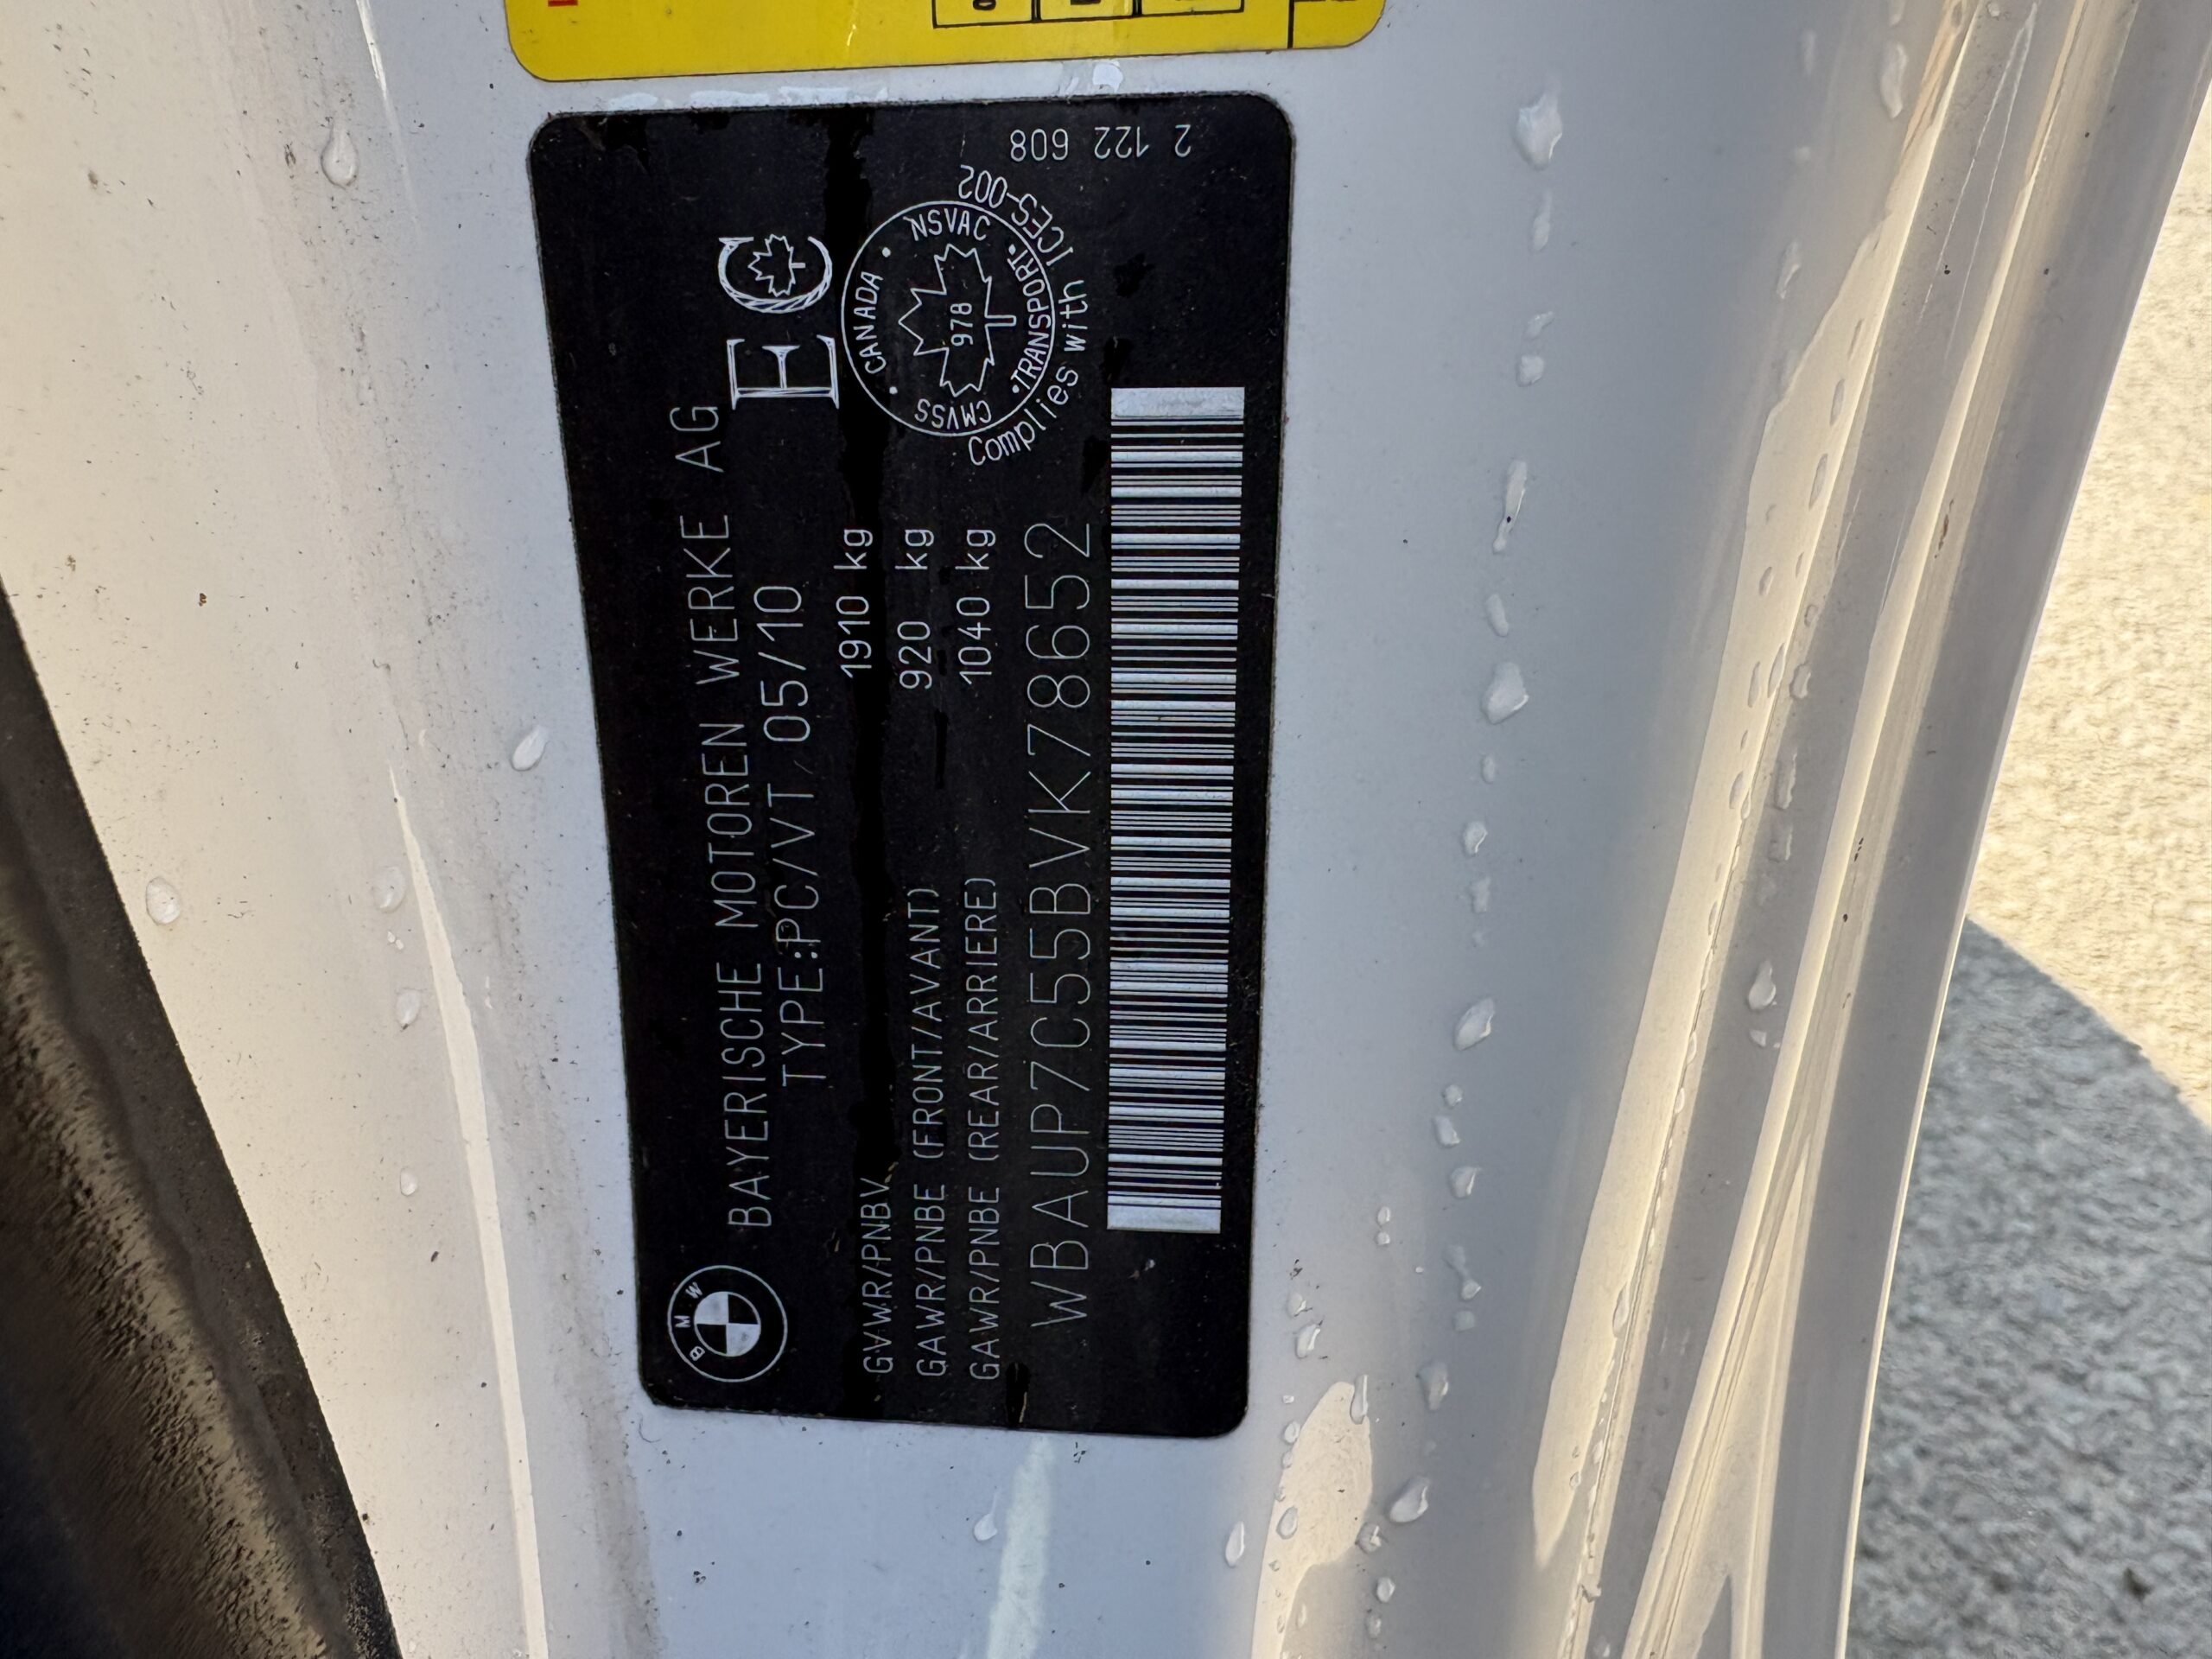 BMW
BAYERISCHE MOTOREN WERKE AG
TYPE:PC/VT 05/10
EC
GVWR/PNBV 1910 kg
GAWR/PNBE (FRONT/AVANT) 920 kg
GAWR/PNBE (REAR/ARRIERE) 1040 kg
WBAUP7C55BVK78652
CANADA
NSVAC
TRANSPORT
CMVSS
978
Complies with ICES-002
2 122 608